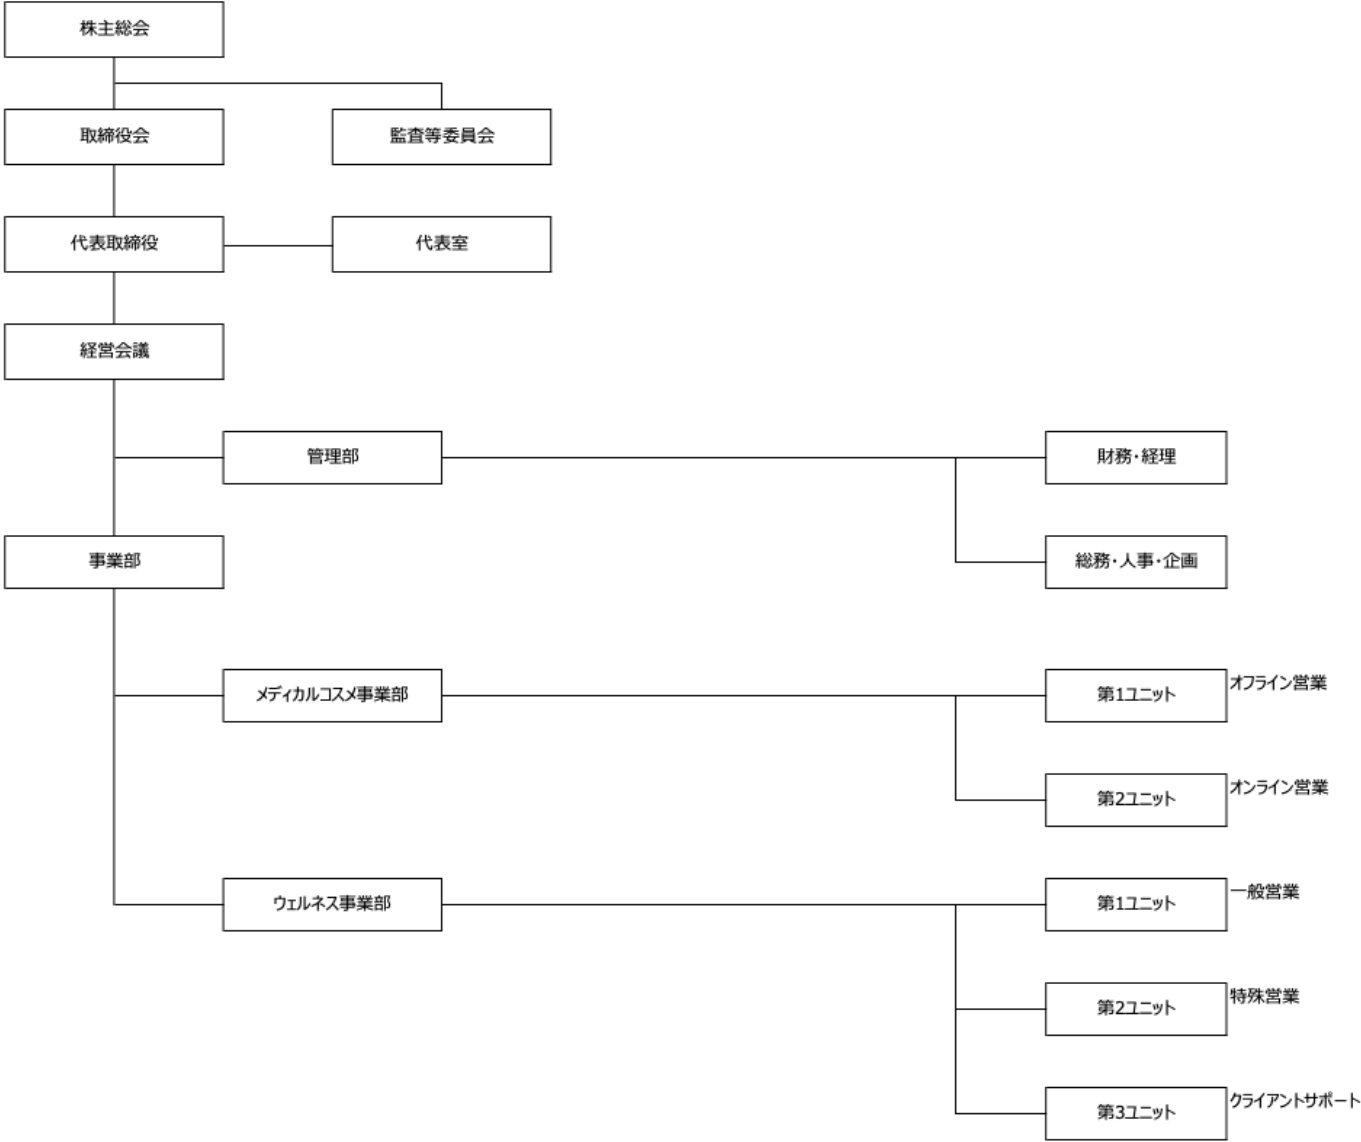 株主総会
取締役会
監査等委員会
代表取締役
代表室
経営会議
管理部
財務・経理
事業部
総務・人事・企画
メディカルコスメ事業部
第1ユニット
オフライン営業
第2ユニット
オンライン営業
ウェルネス事業部
第1ユニット
一般営業
第2ユニット
特殊営業
第3ユニット
クライアントサポート